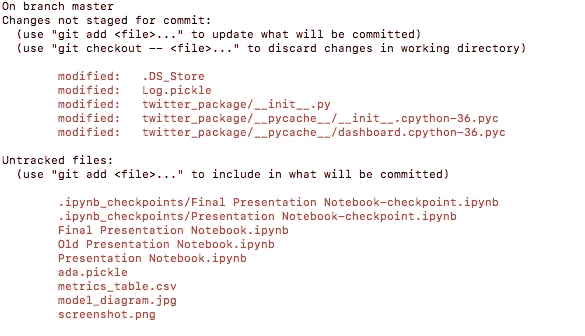 On branch master
Changes not staged for commit:
  (use "git add <file>..." to update what will be committed)
  (use "git checkout -- <file>..." to discard changes in working directory)

        modified:   .DS_Store
        modified:   Log.pickle
        modified:   twitter_package/__init__.py
        modified:   twitter_package/__pycache__/__init__.cpython-36.pyc
        modified:   twitter_package/__pycache__/dashboard.cpython-36.pyc

Untracked files:
  (use "git add <file>..." to include in what will be committed)

        .ipynb_checkpoints/Final Presentation Notebook-checkpoint.ipynb
        .ipynb_checkpoints/Presentation Notebook-checkpoint.ipynb
        Final Presentation Notebook.ipynb
        Old Presentation Notebook.ipynb
        Presentation Notebook.ipynb
        ada.pickle
        metrics_table.csv
        model_diagram.jpg
        screenshot.png